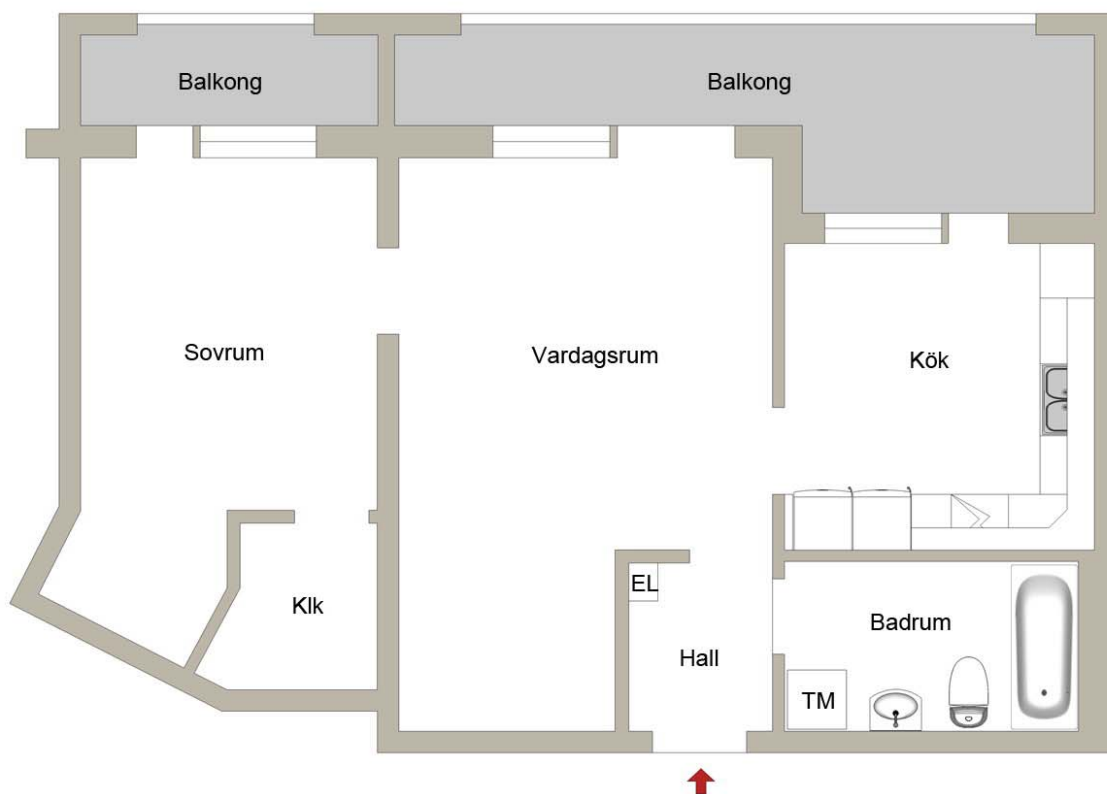 Balkong
Balkong
Sovrum
Vardagsrum
Kök
EL
Klk
Badrum
Hall
TM